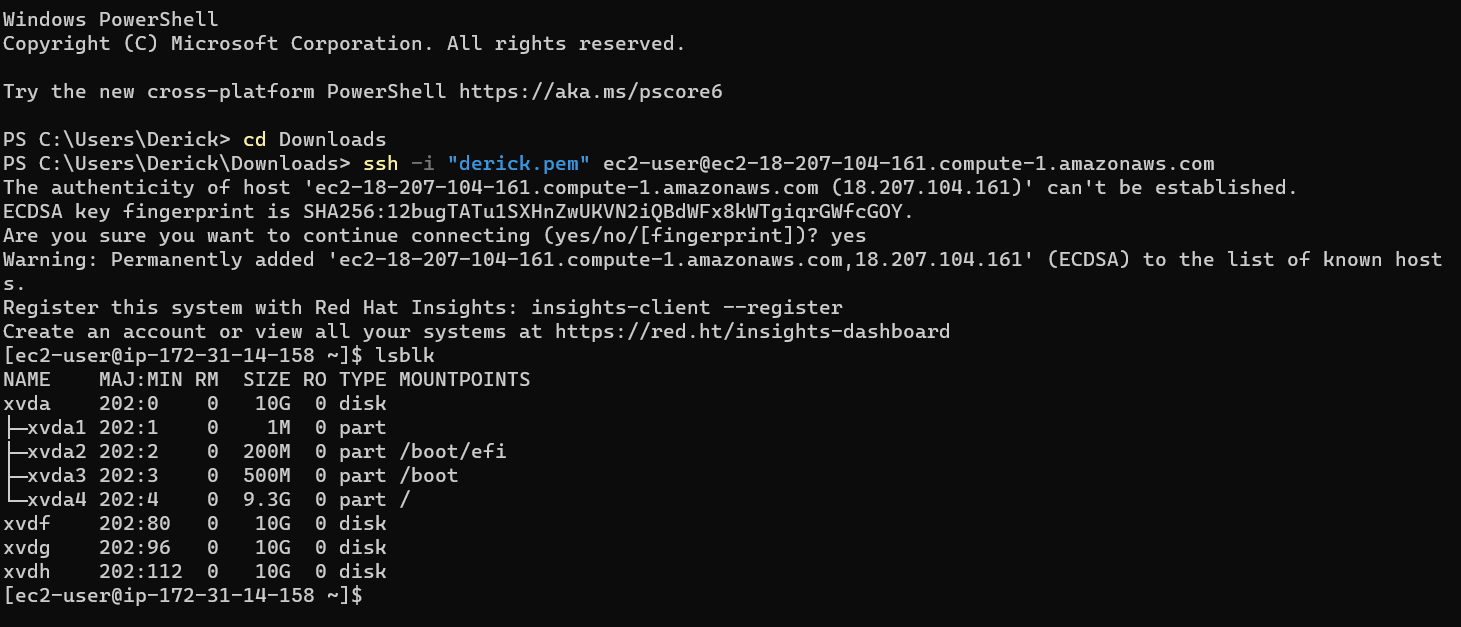 Windows PowerShell
Copyright (C) Microsoft Corporation. All rights reserved.
Try the new cross-platform PowerShell https://aka.ms/pscore6
PS C:\Users\Derick> cd Downloads
PS C:\Users\Derick\Downloads> ssh -i "derick.pem" ec2-user@ec2-18-207-104-161.compute-1.amazonaws.com
The authenticity of host 'ec2-18-207-104-161.compute-1.amazonaws.com (18.207.104.161)' can't be established.
ECDSA key fingerprint is SHA256:12bugTATu1SXHnZwUKVN2iQBdWFx8kWTgiqrGWfcGOY.
Are you sure you want to continue connecting (yes/no/[fingerprint])? yes
Warning: Permanently added 'ec2-18-207-104-161.compute-1.amazonaws.com,18.207.104.161' (ECDSA) to the list of known host
s.
Register this system with Red Hat Insights: insights-client --register
Create an account or view all your systems at https://red.ht/insights-dashboard
[ec2-user@ip-172-31-14-158 ~]$ lsblk
NAME    MAJ:MIN RM  SIZE RO TYPE MOUNTPOINTS
xvda    202:0    0   10G  0 disk
├─xvda1 202:1    0    1M  0 part
├─xvda2 202:2    0  200M  0 part /boot/efi
├─xvda3 202:3    0  500M  0 part /boot
└─xvda4 202:4    0  9.3G  0 part /
xvdf    202:80   0   10G  0 disk
xvdg    202:96   0   10G  0 disk
xvdh    202:112  0   10G  0 disk
[ec2-user@ip-172-31-14-158 ~]$